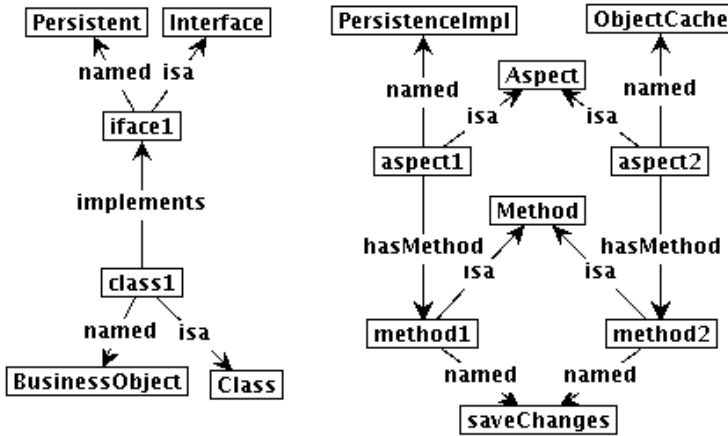 Persistent Interface
named isa
iface1
implements
class1
named isa
BusinessObject Class
PersistenceImpl ObjectCache
named Aspect named
isa isa
aspect1 aspect2
Method
hasMethod hasMethod
isa isa
method1 method2
named named
saveChanges